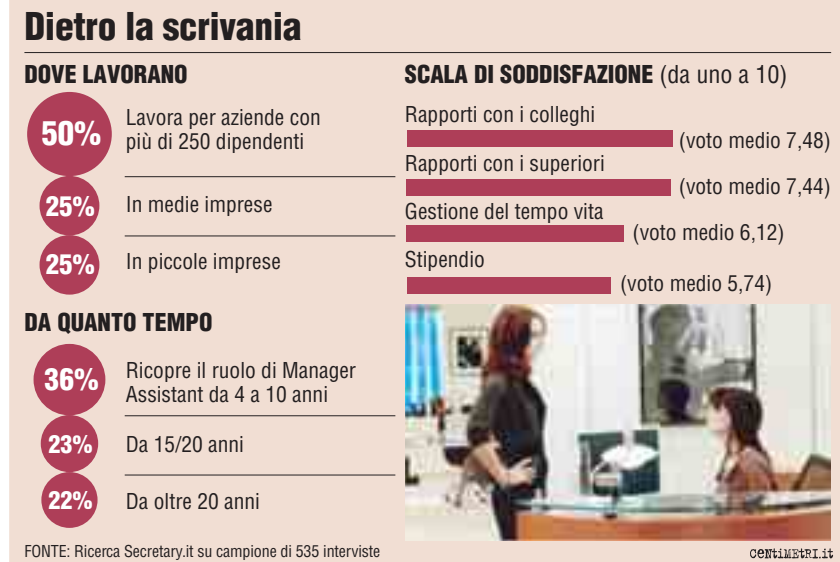 Dietro la scrivania
DOVE LAVORANO
50%
Lavora per aziende con
più di 250 dipendenti
25%
In medie imprese
25%
In piccole imprese
DA QUANTO TEMPO
36%
Ricopre il ruolo di Manager
Assistant da 4 a 10 anni
23%
Da 15/20 anni
22%
Da oltre 20 anni
SCALA DI SODDISFAZIONE (da uno a 10)
Rapporti con i colleghi
(voto medio 7,48)
Rapporti con i superiori
(voto medio 7,44)
Gestione del tempo vita
(voto medio 6,12)
Stipendio
(voto medio 5,74)
FONTE: Ricerca Secretary.it su campione di 535 interviste
CENTiMETRI.it